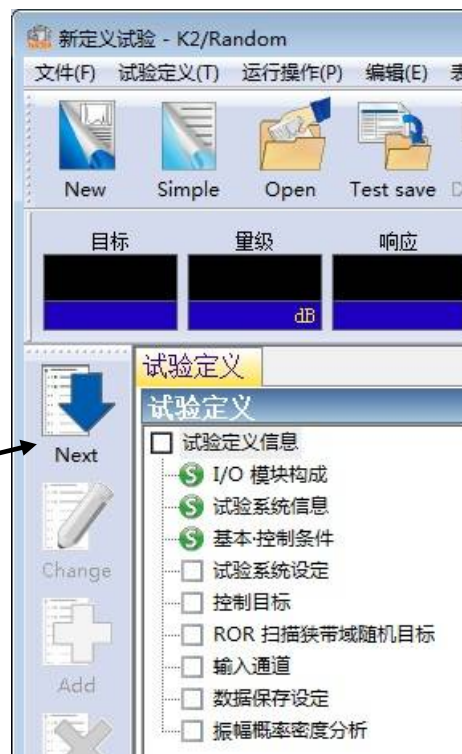 新定义试验 - K2/Random
文件(F) 试验定义(T) 运行操作(P) 编辑(E)
New Simple Open Test save
目标 量级 响应
dB
试验定义
试验定义
Next
Change
Add
试验定义信息
I/O 模块构成
试验系统信息
基本·控制条件
试验系统设定
控制目标
ROR 扫描狭带域随机目标
输入通道
数据保存设定
振幅概率密度分析